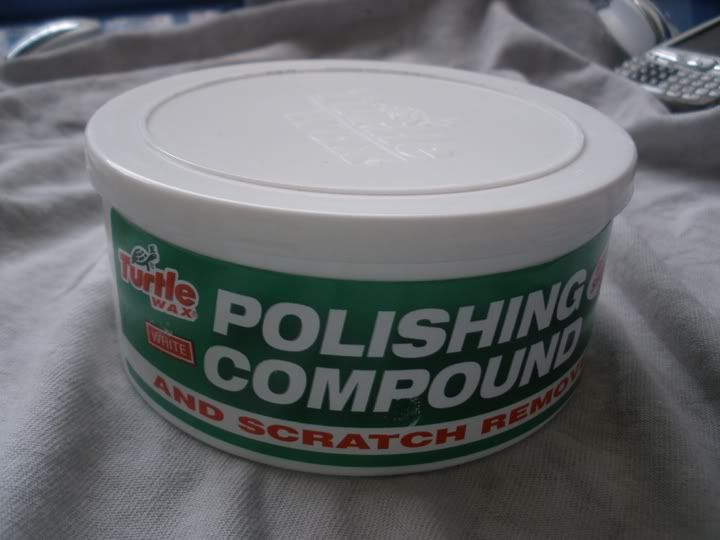 Turtle
WAX
WHITE
POLISHING
COMPOUND
AND SCRATCH REMOV